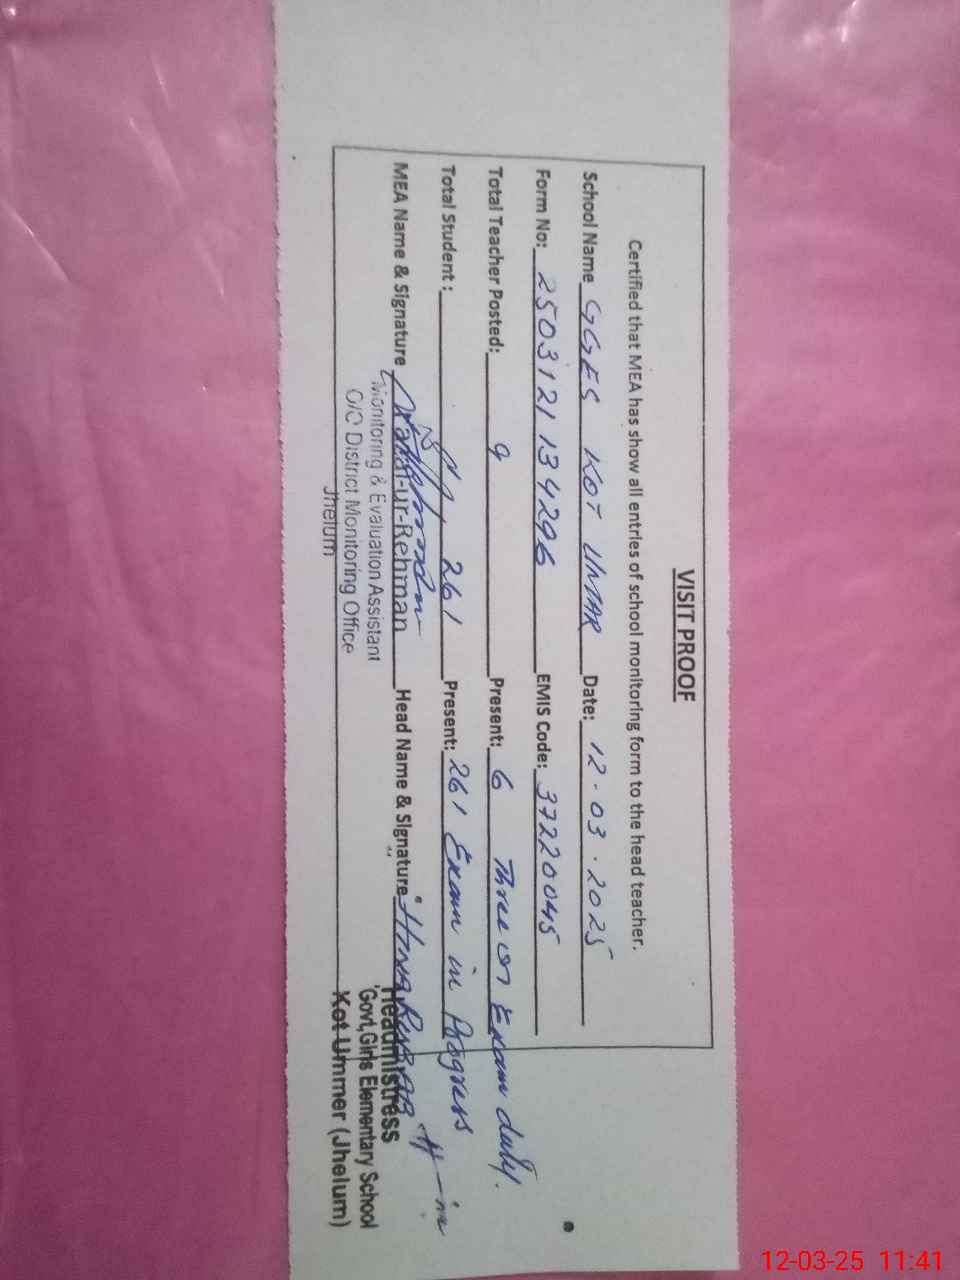 VISIT PROOF
Certified that MEA has show all entries of school monitoring form to the head teacher.
School Name GGES KOT UMAR Date: 12.03.2025
Form No: 2503121134296 EMIS Code: 37220045
Total Teacher Posted: 9 Present: 6 Three on Exam duty.
Total Student: 261 Present: 261 Exam in Progress
MEA Name & Signature -ur-Rehman Head Name & Signature Hina RUBAB
Monitoring & Evaluation Assistant
O/O District Monitoring Office
Jhelum
Headmistress
Govt, Girls Elementary School
Kot Ummer (Jhelum)
12-03-25 11:41